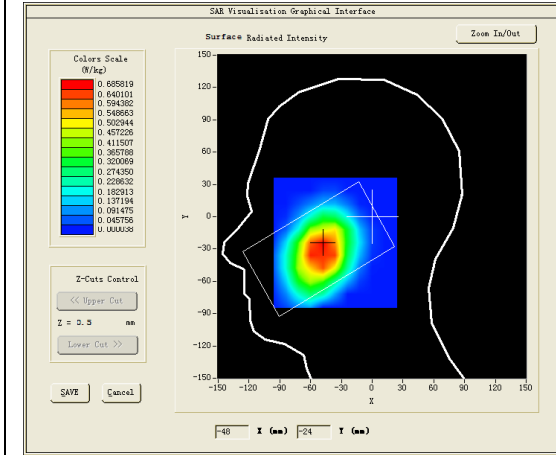 SAR Visualisation Graphical Interface
Surface Radiated Intensity
Zoom In/Out
Colors Scale
(W/kg)
0.685819
0.640101
0.594382
0.548663
0.502944
0.457226
0.411507
0.365788
0.320069
0.274350
0.228632
0.182913
0.137194
0.091475
0.045756
0.000038
150
120
90
60
30
0
-30
-60
-90
-120
-150
Y
-150 -120 -90 -60 -30 0 30 60 90 120 150
X
Z-Cuts Control
<< Upper Cut
Z = 0.5 mm
Lower Cut >>
SAVE Cancel
-48 X (mm) -24 Y (mm)